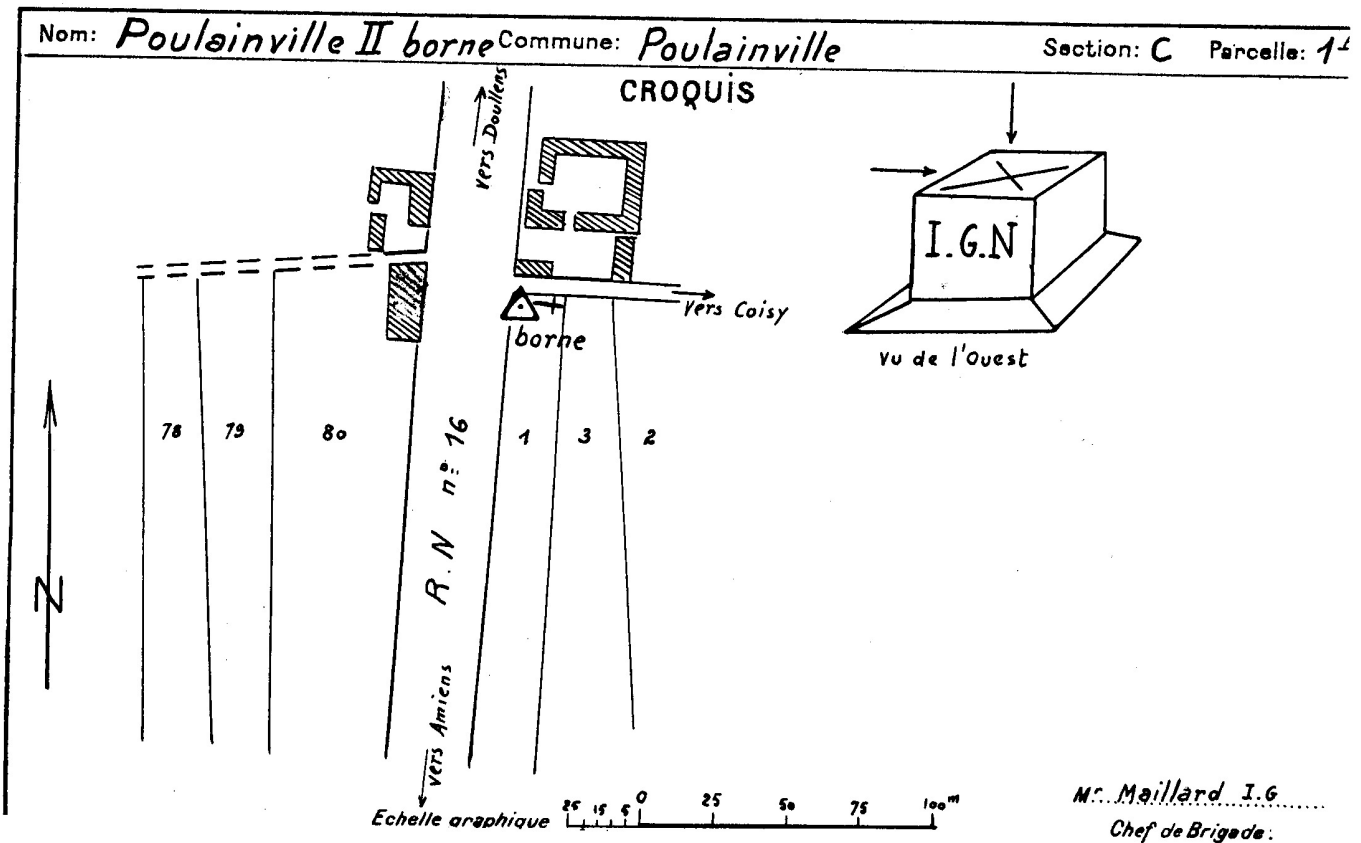 Nom: Poulainville II borne Commune: Poulainville Section: C Parcelle: 1
CROQUIS
vers Doullens
I.G.N
vers Coisy
borne
vu de l'Ouest
78 79 80 1 3 2
R.N n° 16
N
vers Amiens
Echelle graphique 25 15 5 0 25 50 75 100m
Mr Maillard I.G
Chef de Brigade: